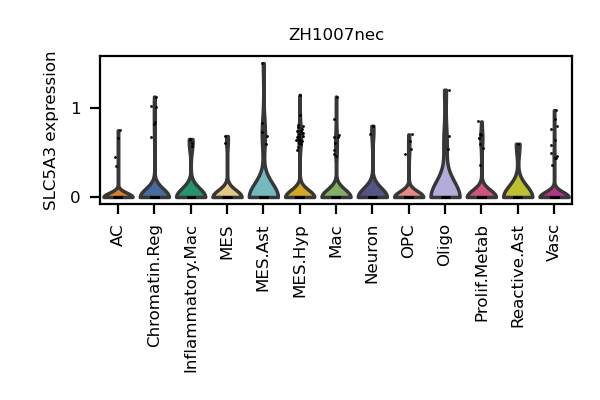 ZH1007nec
SLC5A3 expression
1
0
AC
Chromatin.Reg
Inflammatory.Mac
MES
MES.Ast
MES.Hyp
Mac
Neuron
OPC
Oligo
Prolif.Metab
Reactive.Ast
Vasc